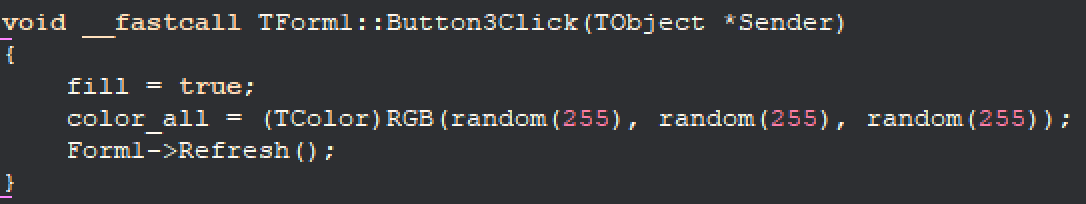 void __fastcall TForm1::Button3Click(TObject *Sender)
{
    fill = true;
    color_all = (TColor)RGB(random(255), random(255), random(255));
    Form1->Refresh();
}